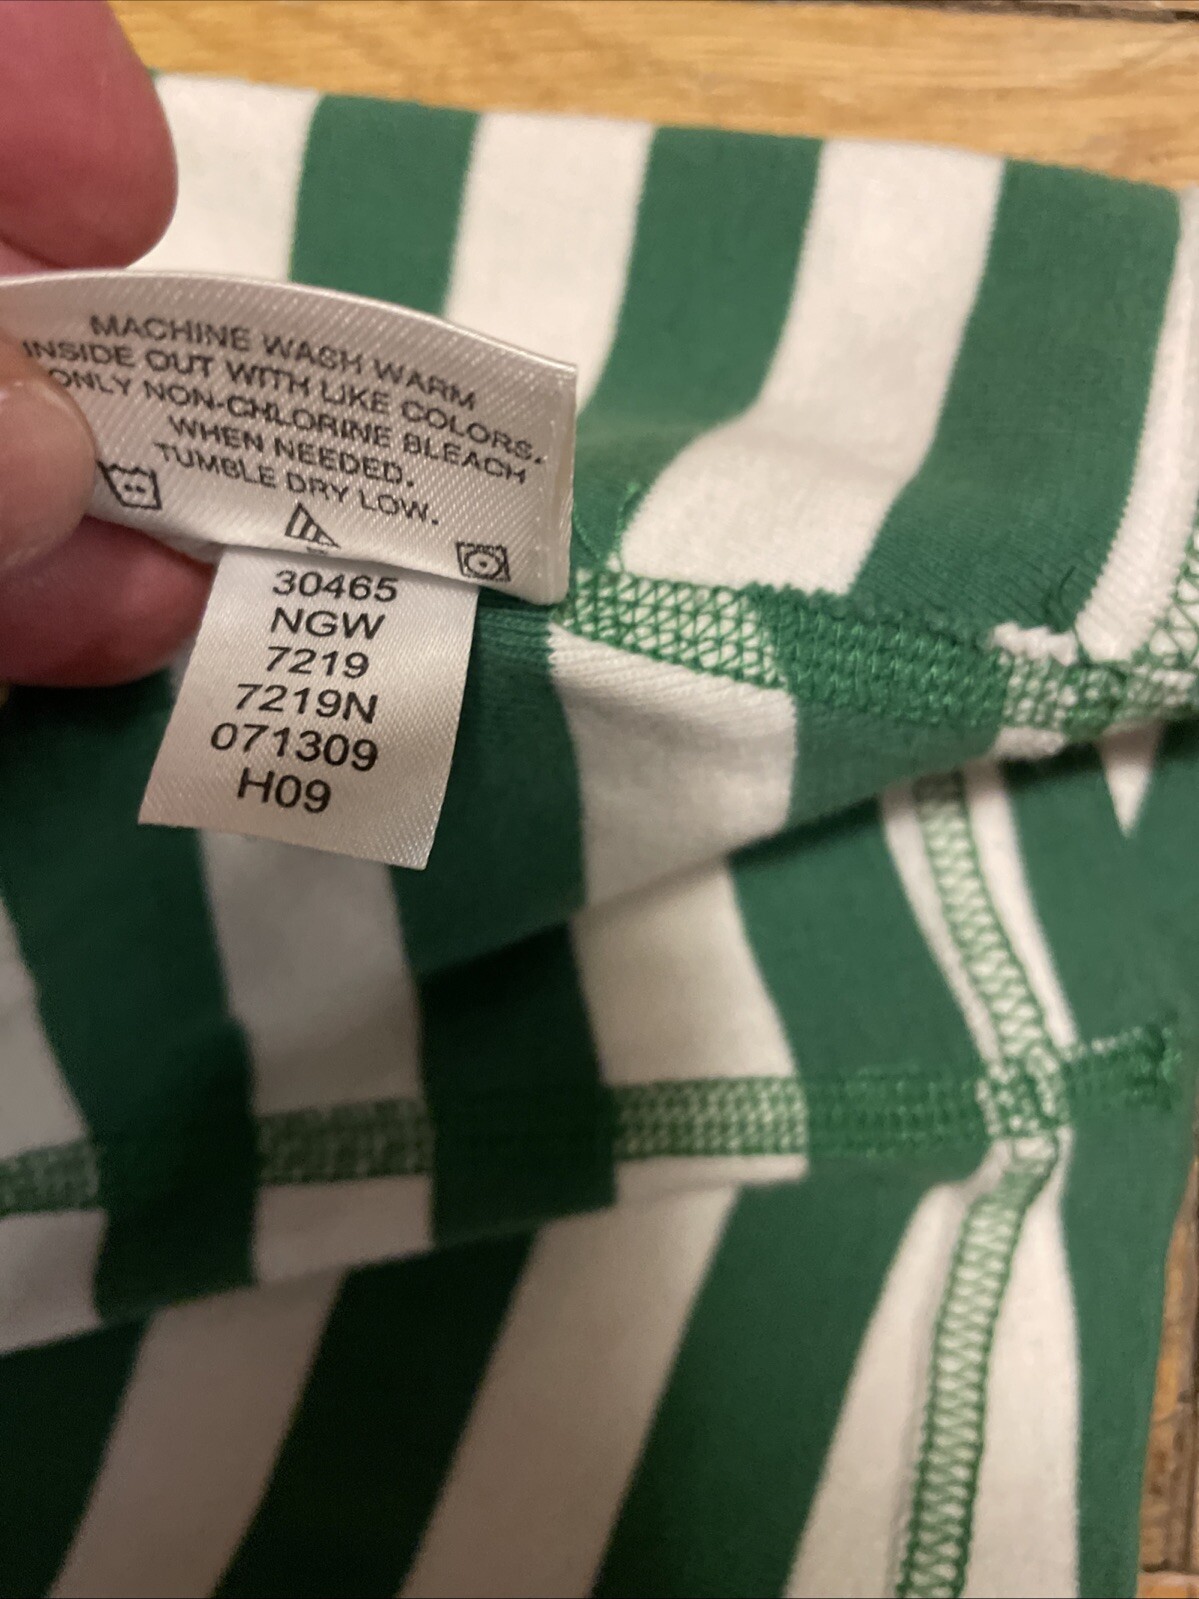 MACHINE WASH WARM
INSIDE OUT WITH LIKE COLORS.
ONLY NON-CHLORINE BLEACH
WHEN NEEDED.
TUMBLE DRY LOW.
30465
NGW
7219
7219N
071309
H09